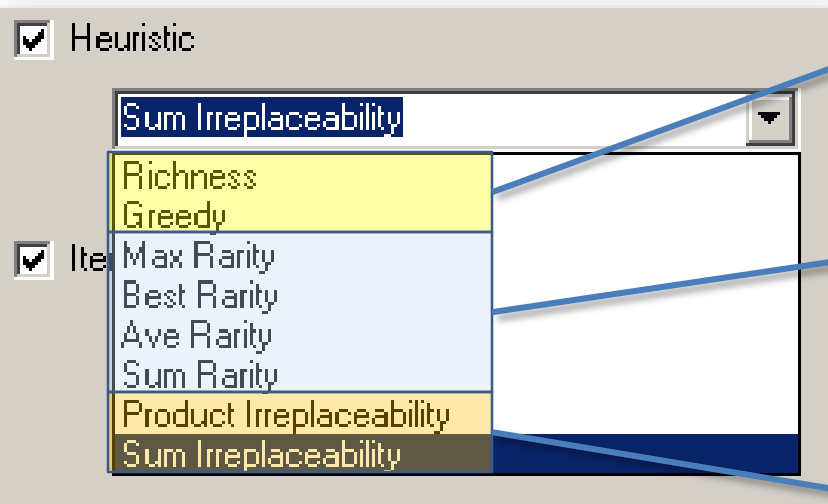 Heuristic
Sum Irreplaceability
Richness
Greedy
Max Rarity
Best Rarity
Ave Rarity
Sum Rarity
Product Irreplaceability
Sum Irreplaceability